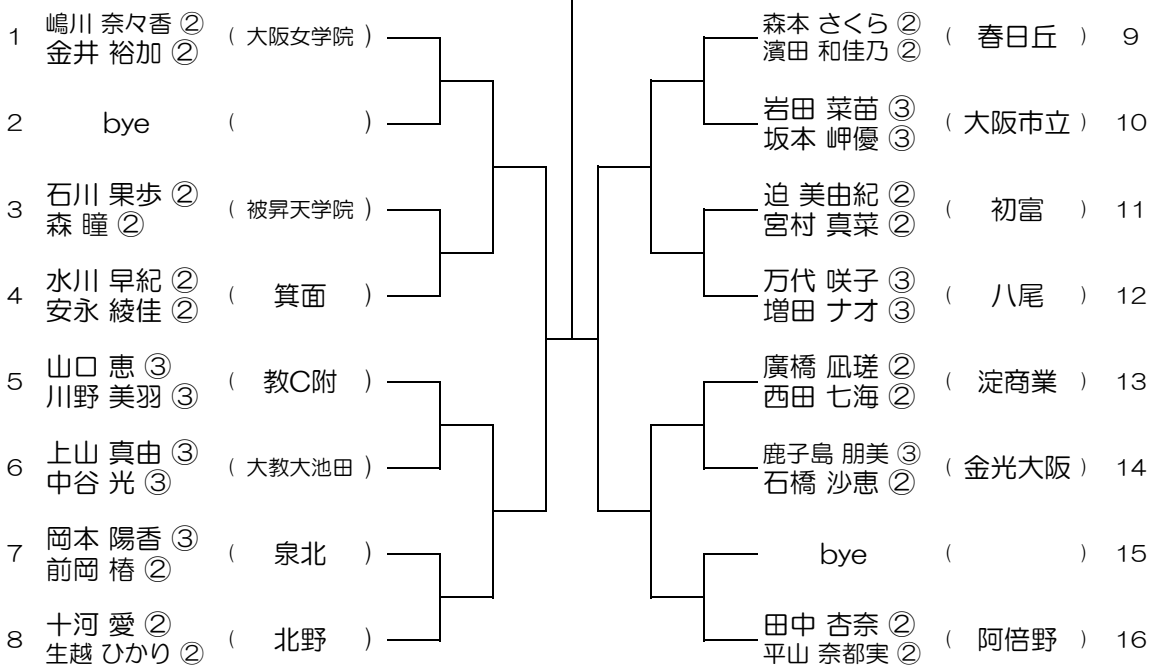 1 嶋川 奈々香 ② ( 大阪女学院 )
金井 裕加 ②
2 bye ( )
3 石川 果歩 ② ( 被昇天学院 )
森 瞳 ②
4 水川 早紀 ② ( 箕面 )
安永 綾佳 ②
5 山口 恵 ③ ( 教C附 )
川野 美羽 ③
6 上山 真由 ③ ( 大教大池田 )
中谷 光 ③
7 岡本 陽香 ③ ( 泉北 )
前岡 椿 ②
8 十河 愛 ② ( 北野 )
生越 ひかり ②
森本 さくら ② ( 春日丘 ) 9
濱田 和佳乃 ②
岩田 菜苗 ③ ( 大阪市立 ) 10
坂本 岬優 ③
迫 美由紀 ② ( 初富 ) 11
宮村 真菜 ②
万代 咲子 ③ ( 八尾 ) 12
増田 ナオ ③
廣橋 凪瑳 ② ( 淀商業 ) 13
西田 七海 ②
鹿子島 朋美 ③ ( 金光大阪 ) 14
石橋 沙恵 ②
bye ( ) 15
田中 杏奈 ② ( 阿倍野 ) 16
平山 奈都実 ②